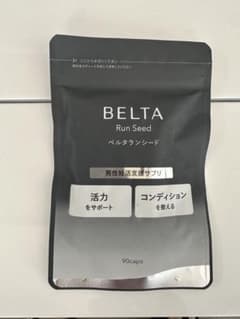 BELTA
Run Seed
ベルタランシード
男性妊活支援サプリ
活力
をサポート
コンディション
を整える
90caps